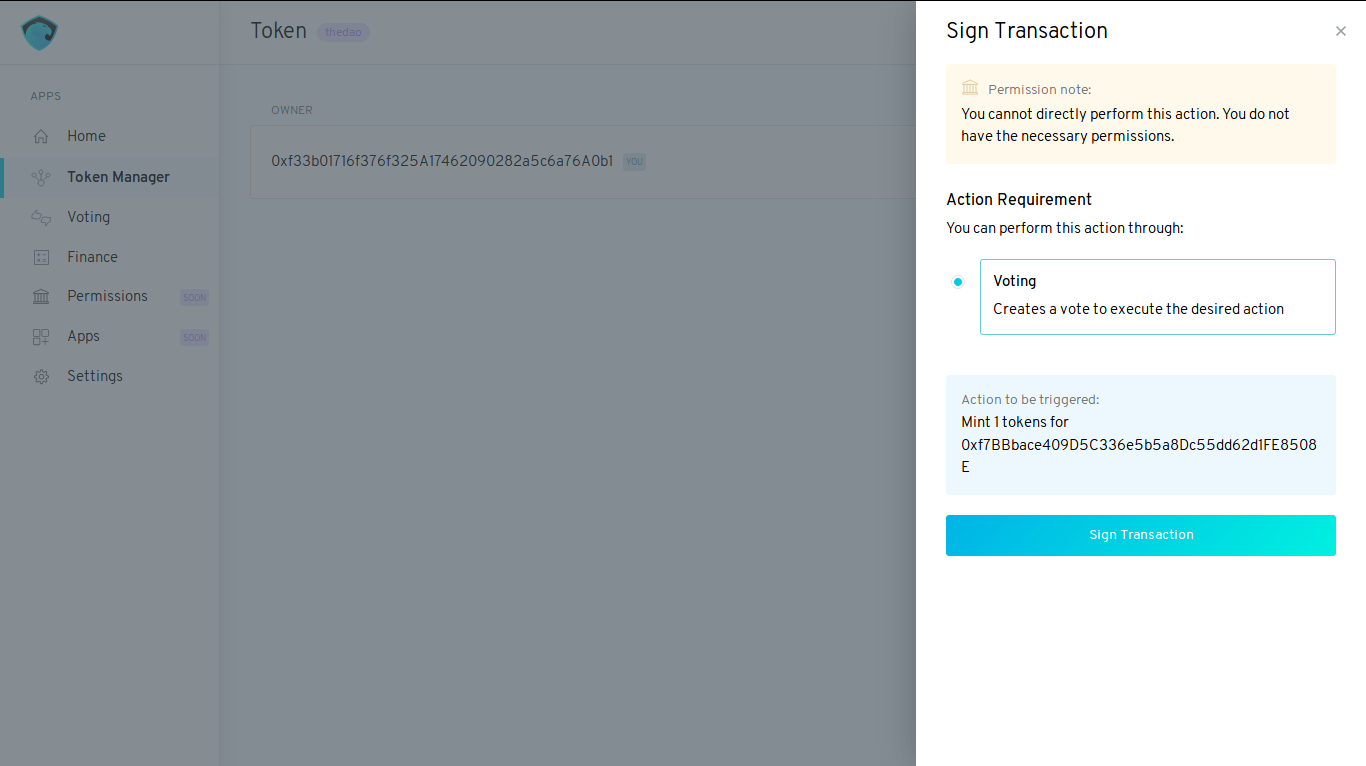 Token thedao
APPS
Home
Token Manager
Voting
Finance
Permissions SOON
Apps SOON
Settings
OWNER
0xf33b01716f376f325A17462090282a5c6a76A0b1 YOU
Sign Transaction
Permission note:
You cannot directly perform this action. You do not
have the necessary permissions.
Action Requirement
You can perform this action through:
Voting
Creates a vote to execute the desired action
Action to be triggered:
Mint 1 tokens for
0xf7BBbace409D5C336e5b5a8Dc55dd62d1FE8508
E
Sign Transaction